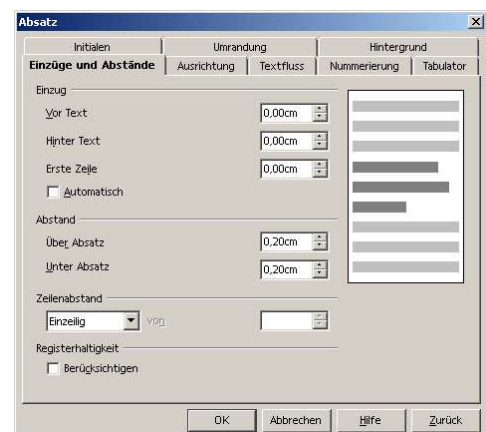 Absatz
Initialen Umrandung Hintergrund
Einzüge und Abstände Ausrichtung Textfluss Nummerierung Tabulator
Einzug
Vor Text 0,00cm
Hinter Text 0,00cm
Erste Zeile 0,00cm
Automatisch
Abstand
Über Absatz 0,20cm
Unter Absatz 0,20cm
Zeilenabstand
Einzeilig von
Registerhaltigkeit
Berücksichtigen
OK Abbrechen Hilfe Zurück